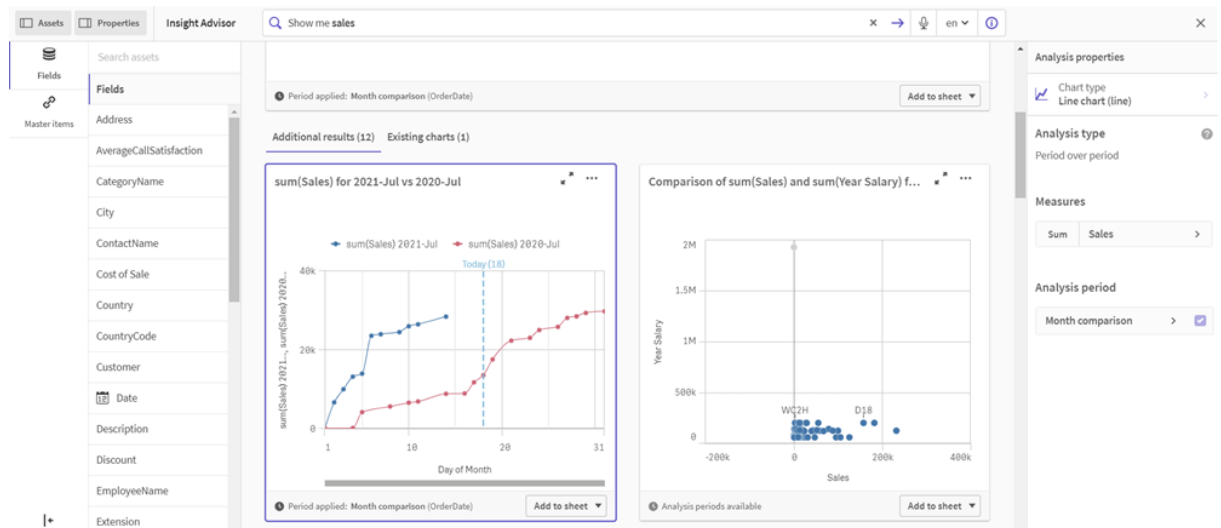 Assets Properties Insight Advisor Show me sales en
Fields
Master items
Search assets
Fields
Address
AverageCallSatisfaction
CategoryName
City
ContactName
Cost of Sale
Country
CountryCode
Customer
Date
Description
Discount
EmployeeName
Extension
Period applied: Month comparison (OrderDate) Add to sheet
Additional results (12) Existing charts (1)
sum(Sales) for 2021-Jul vs 2020-Jul
sum(Sales) 2021-Jul sum(Sales) 2020-Jul
Today (18)
sum(Sales) 2021..., sum(Sales) 2020...
40k
20k
0
1 10 20 31
Day of Month
Period applied: Month comparison (OrderDate) Add to sheet
Comparison of sum(Sales) and sum(Year Salary) f...
Year Salary
2M
1.5M
1M
500k
0
WC2H D18
-200k 0 200k 400k
Sales
Analysis periods available Add to sheet
Analysis properties
Chart type
Line chart (line)
Analysis type
Period over period
Measures
Sum Sales
Analysis period
Month comparison